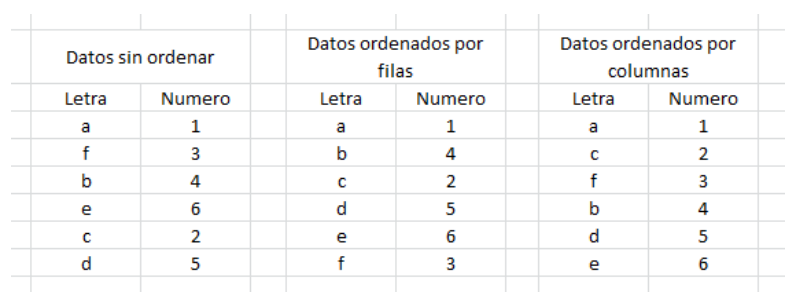 Datos sin ordenar
Datos ordenados por
filas
Datos ordenados por
columnas
Letra Numero Letra Numero Letra Numero
a 1 a 1 a 1
f 3 b 4 c 2
b 4 c 2 f 3
e 6 d 5 b 4
c 2 e 6 d 5
d 5 f 3 e 6